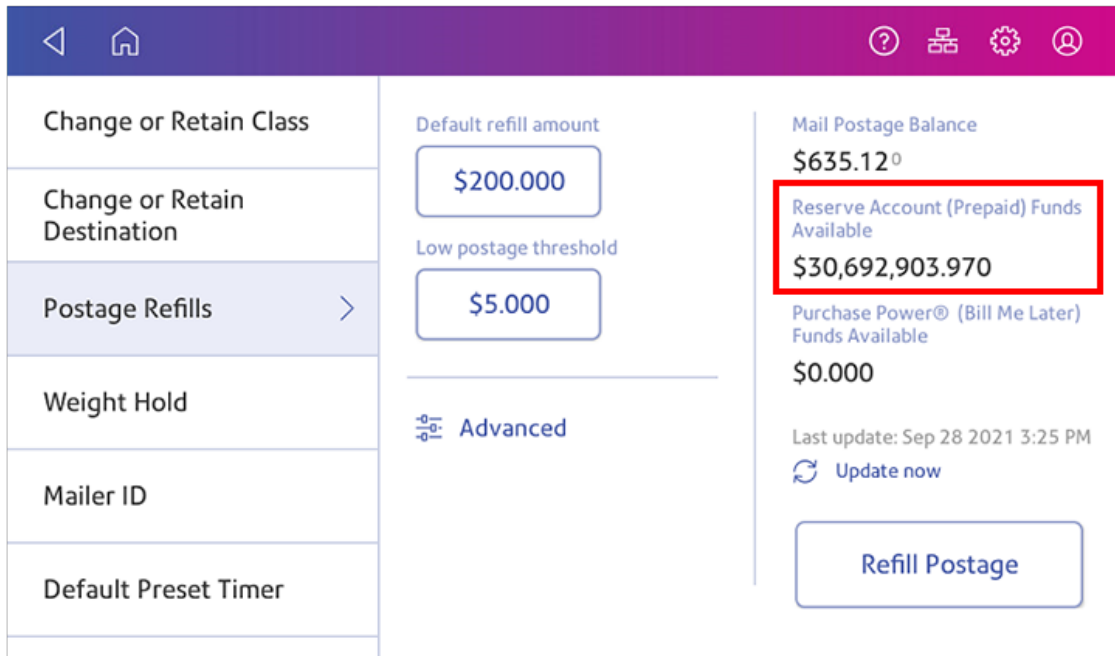 Change or Retain Class
Change or Retain
Destination
Postage Refills
Weight Hold
Mailer ID
Default Preset Timer
Default refill amount
$200.000
Low postage threshold
$5.000
Advanced
Mail Postage Balance
$635.120
Reserve Account (Prepaid) Funds
Available
$30,692,903.970
Purchase Power® (Bill Me Later)
Funds Available
$0.000
Last update: Sep 28 2021 3:25 PM
Update now
Refill Postage